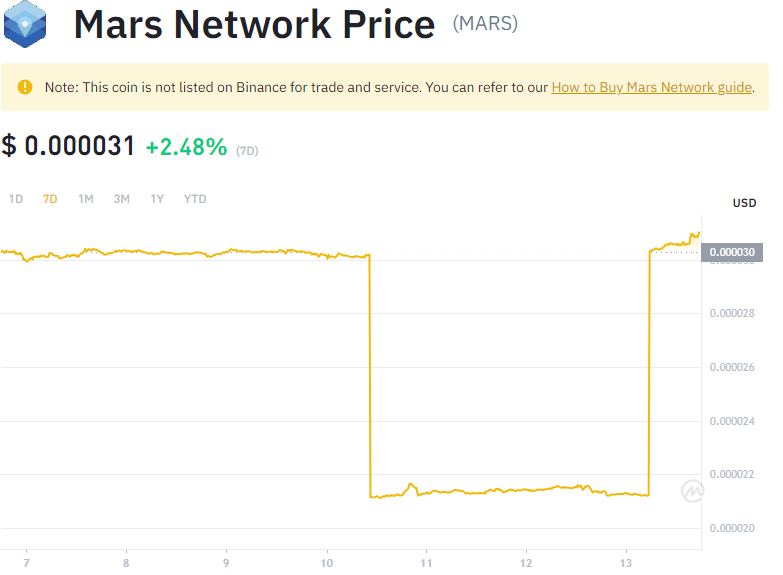 Mars Network Price (MARS)
Note: This coin is not listed on Binance for trade and service. You can refer to our How to Buy Mars Network guide.
$ 0.000031 +2.48% (7D)
1D 7D 1M 3M 1Y YTD
USD
0.000030
0.000028
0.000026
0.000024
0.000022
0.000020
7 8 9 10 11 12 13